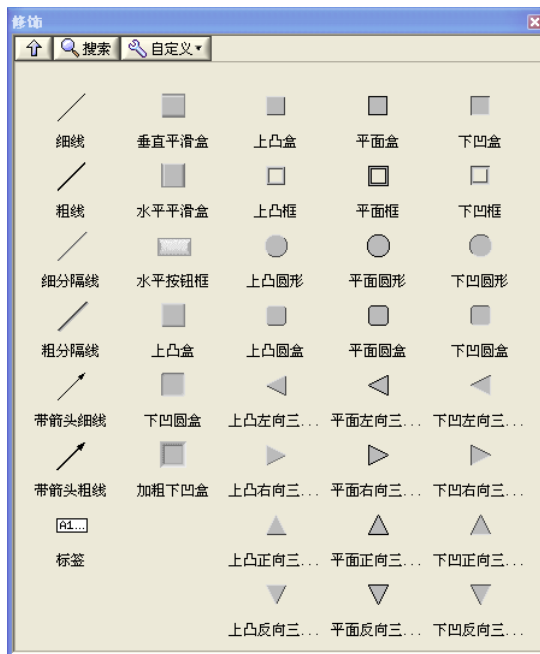 修饰
搜索 自定义
细线 垂直平滑盒 上凸盒 平面盒 下凹盒
粗线 水平平滑盒 上凸框 平面框 下凹框
细分隔线 水平按钮框 上凸圆形 平面圆形 下凹圆形
粗分隔线 上凸盒 上凸圆盒 平面圆盒 下凹圆盒
带箭头细线 下凹圆盒 上凸左向三... 平面左向三... 下凹左向三...
带箭头粗线 加粗下凹盒 上凸右向三... 平面右向三... 下凹右向三...
A1...
标签 上凸正向三... 平面正向三... 下凹正向三...
上凸反向三... 平面反向三... 下凹反向三...